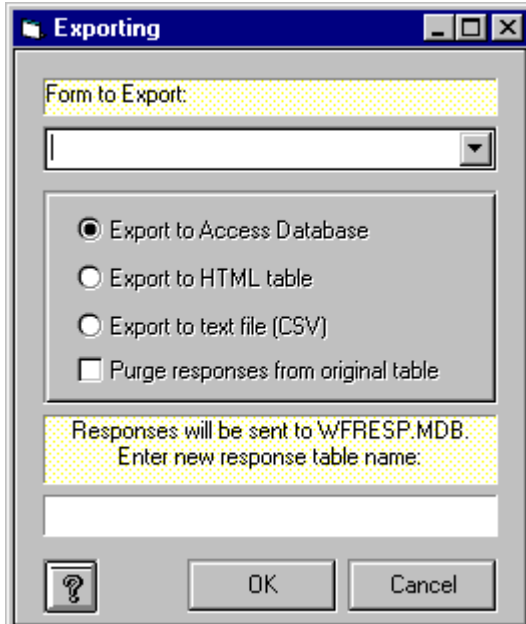 Exporting
Form to Export:
Export to Access Database
Export to HTML table
Export to text file (CSV)
Purge responses from original table
Responses will be sent to WFRESP.MDB.
Enter new response table name:
?
OK
Cancel